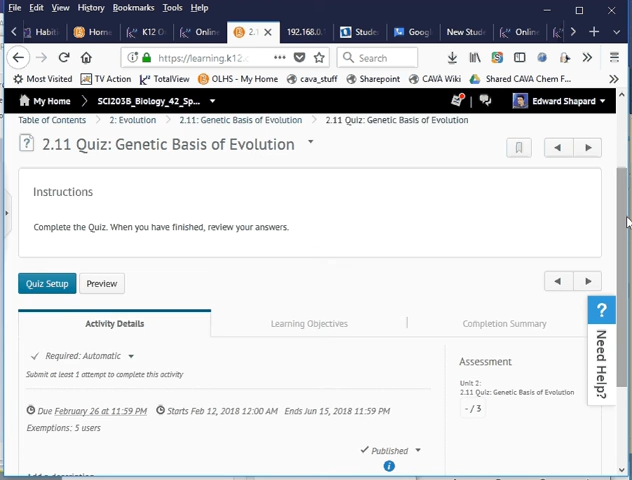 File Edit View History Bookmarks Tools Help
Habit K12 G Home Onlin 2.1 192.168.0. Stude Googl New Stude Onlin
https://learning.k12. Search
Most Visited TV Action TotalView OLHS - My Home cava_stuff Sharepoint CAVA Wiki Shared CAVA Chem F...
My Home SCI203B_Biology_42_Sp... Edward Shapard
Table of Contents 2: Evolution 2.11: Genetic Basis of Evolution 2.11 Quiz: Genetic Basis of Evolution
2.11 Quiz: Genetic Basis of Evolution
Instructions
Complete the Quiz. When you have finished, review your answers.
Quiz Setup Preview
Activity Details Learning Objectives Completion Summary
Required: Automatic
Submit at least 1 attempt to complete this activity
Due February 26 at 11:59 PM Starts Feb 12, 2018 12:00 AM Ends Jun 15, 2018 11:59 PM
Exemptions: 5 users
Published
Assessment
Unit 2:
2.11 Quiz: Genetic Basis of Evolution
- / 3
? Need Help?